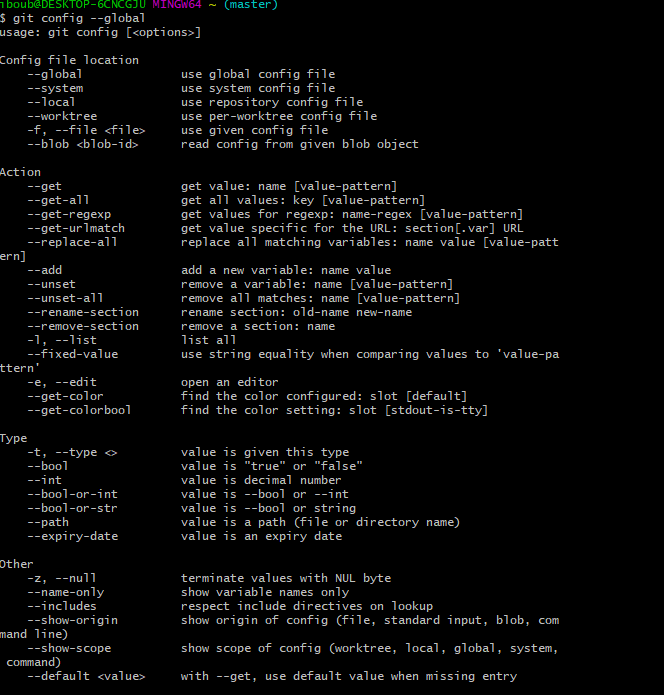 iboub@DESKTOP-6CNCGJU MINGW64 ~ (master)
$ git config --global
usage: git config [<options>]

Config file location
    --global              use global config file
    --system              use system config file
    --local               use repository config file
    --worktree            use per-worktree config file
    -f, --file <file>     use given config file
    --blob <blob-id>      read config from given blob object

Action
    --get                 get value: name [value-pattern]
    --get-all             get all values: key [value-pattern]
    --get-regexp          get values for regexp: name-regex [value-pattern]
    --get-urlmatch        get value specific for the URL: section[.var] URL
    --replace-all         replace all matching variables: name value [value-patt
ern]
    --add                 add a new variable: name value
    --unset               remove a variable: name [value-pattern]
    --unset-all           remove all matches: name [value-pattern]
    --rename-section      rename section: old-name new-name
    --remove-section      remove a section: name
    -l, --list            list all
    --fixed-value         use string equality when comparing values to 'value-pa
ttern'
    -e, --edit            open an editor
    --get-color           find the color configured: slot [default]
    --get-colorbool       find the color setting: slot [stdout-is-tty]

Type
    -t, --type <>         value is given this type
    --bool                value is "true" or "false"
    --int                 value is decimal number
    --bool-or-int         value is --bool or --int
    --bool-or-str         value is --bool or string
    --path                value is a path (file or directory name)
    --expiry-date         value is an expiry date

Other
    -z, --null            terminate values with NUL byte
    --name-only           show variable names only
    --includes            respect include directives on lookup
    --show-origin         show origin of config (file, standard input, blob, com
mand line)
    --show-scope          show scope of config (worktree, local, global, system,
 command)
    --default <value>     with --get, use default value when missing entry